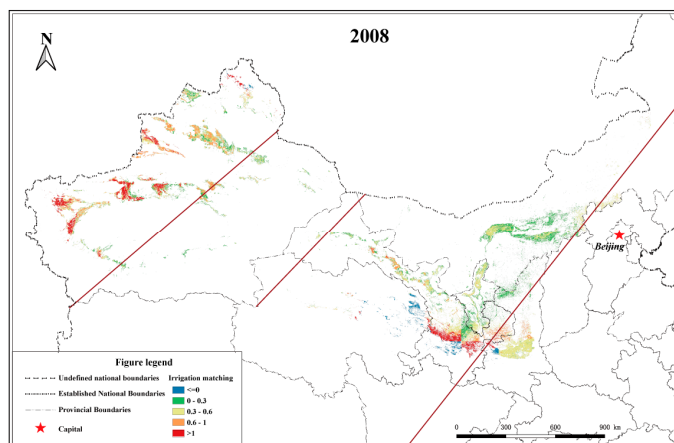 2008
N
Beijing
Figure legend
Undefined national boundaries
Established National Boundaries
Provincial Boundaries
Capital
Irrigation matching
<=0
0 - 0.3
0.3 - 0.6
0.6 - 1
>1
0 300 600 900 km